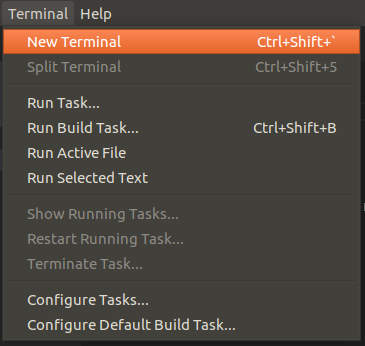 Terminal Help
New Terminal Ctrl+Shift+`
Split Terminal Ctrl+Shift+5
Run Task...
Run Build Task... Ctrl+Shift+B
Run Active File
Run Selected Text
Show Running Tasks...
Restart Running Task...
Terminate Task...
Configure Tasks...
Configure Default Build Task...